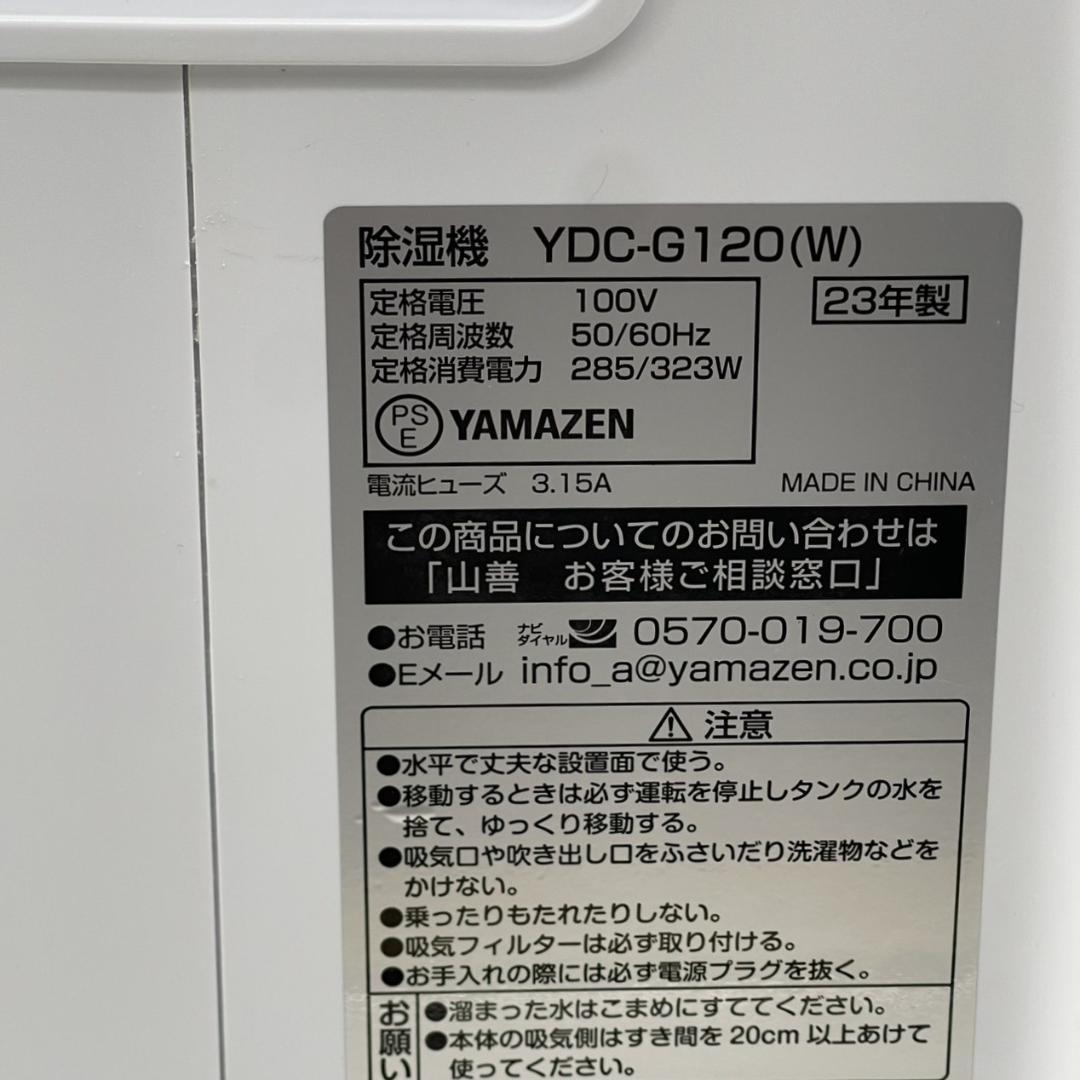 除湿機 YDC-G120(W)
定格電圧 100V
23年製
定格周波数 50/60Hz
定格消費電力 285/323W
PSE YAMAZEN
電流ヒューズ 3.15A MADE IN CHINA
この商品についてのお問い合わせは
「山善 お客様ご相談窓口」
●お電話 ナビダイヤル 0570-019-700
●Eメール info_a@yamazen.co.jp
⚠ 注意
●水平で丈夫な設置面で使う。
●移動するときは必ず運転を停止しタンクの水を
捨て、ゆっくり移動する。
●吸気口や吹き出し口をふさいだり洗濯物などを
かけない。
●乗ったりもたれたりしない。
●吸気フィルターは必ず取り付ける。
●お手入れの際には必ず電源プラグを抜く。
お願い
●溜まった水はこまめにすててください。
●本体の吸気側はすき間を20cm以上あけて
使ってください。